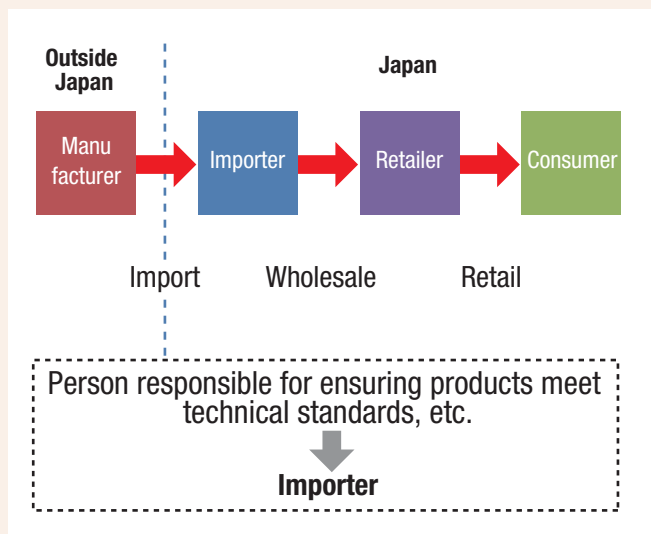 Outside
Japan
Japan
Manu
facturer
Importer
Retailer
Consumer
Import
Wholesale
Retail
Person responsible for ensuring products meet
technical standards, etc.
Importer